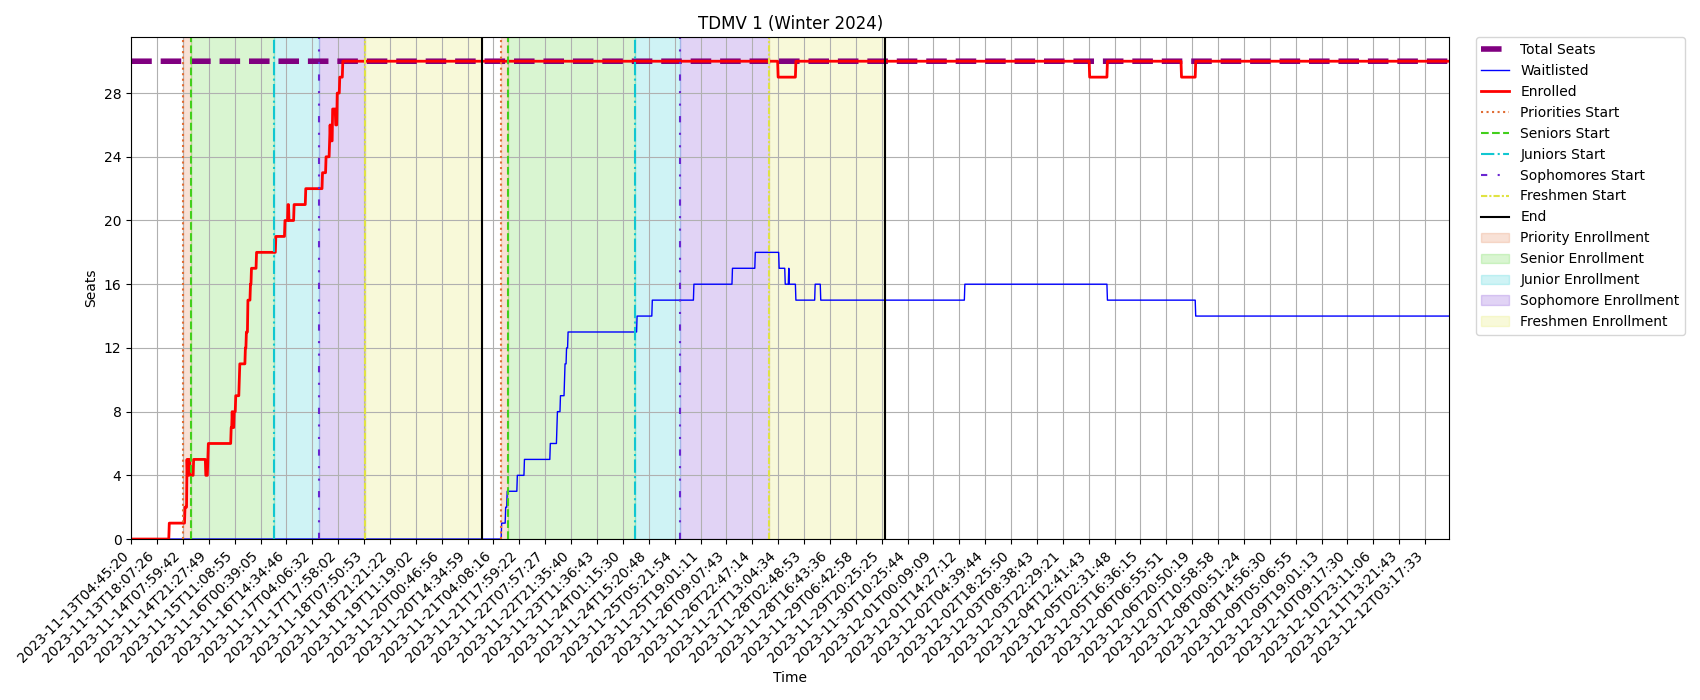 TDMV 1 (Winter 2024)
Total Seats
Waitlisted
Enrolled
Priorities Start
Seniors Start
Juniors Start
Sophomores Start
Freshmen Start
End
Priority Enrollment
Senior Enrollment
Junior Enrollment
Sophomore Enrollment
Freshmen Enrollment
Seats
28
24
20
16
12
8
4
0
2023-11-13T04:45:20
2023-11-13T18:07:26
2023-11-14T07:59:42
2023-11-14T21:27:49
2023-11-15T11:08:55
2023-11-16T00:39:05
2023-11-16T14:34:46
2023-11-17T04:06:32
2023-11-17T17:58:02
2023-11-18T07:50:53
2023-11-18T21:21:22
2023-11-19T11:19:02
2023-11-20T00:46:56
2023-11-20T14:34:59
2023-11-21T04:08:16
2023-11-21T17:59:22
2023-11-22T07:57:27
2023-11-22T21:35:40
2023-11-23T11:36:43
2023-11-24T01:15:30
2023-11-24T15:20:48
2023-11-25T05:21:54
2023-11-25T19:01:11
2023-11-26T09:07:43
2023-11-26T22:47:14
2023-11-27T13:04:34
2023-11-28T02:48:53
2023-11-28T16:43:36
2023-11-29T06:42:58
2023-11-29T20:25:25
2023-11-30T10:25:44
2023-12-01T00:09:09
2023-12-01T14:27:12
2023-12-02T04:39:44
2023-12-02T18:25:50
2023-12-03T08:38:43
2023-12-03T22:29:21
2023-12-04T12:41:43
2023-12-05T02:31:48
2023-12-05T16:36:15
2023-12-06T06:55:51
2023-12-06T20:50:19
2023-12-07T10:58:58
2023-12-08T00:51:24
2023-12-08T14:56:30
2023-12-09T05:06:55
2023-12-09T19:01:13
2023-12-10T09:17:30
2023-12-10T23:11:06
2023-12-11T13:21:43
2023-12-12T03:17:33
Time